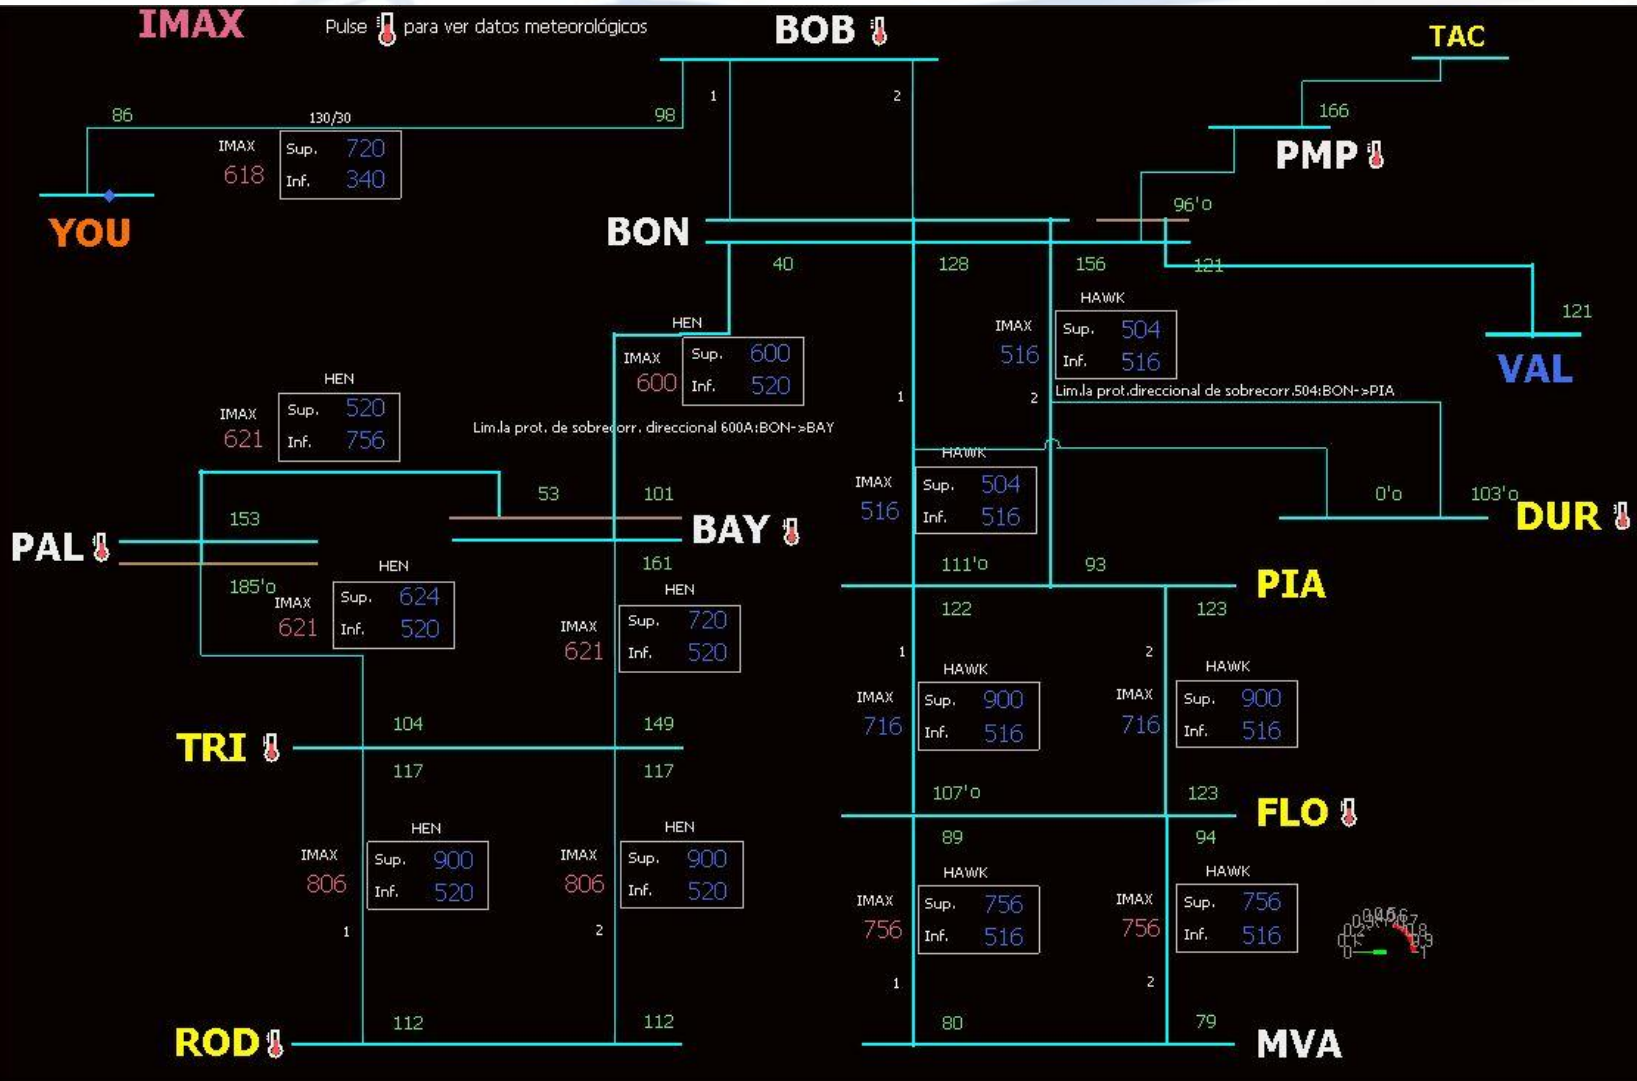 IMAX
Pulse para ver datos meteorológicos
BOB
TAC
1
2
86
130/30
98
166
IMAX
618
Sup. 720
Inf. 340
PMP
YOU
BON
96'o
40
128
156
121
HAWK
IMAX
516
Sup. 504
Inf. 516
121
VAL
HEN
IMAX
600
Sup. 600
Inf. 520
HEN
IMAX
621
Sup. 520
Inf. 756
1
2
Lim.la prot.direccional de sobrecorr.504:BON->PIA
Lim.la prot. de sobrecorr. direccional 600A:BON->BAY
HAWK
IMAX
516
Sup. 504
Inf. 516
53
101
0'o
103'o
DUR
153
BAY
PAL
HEN
161
111'o
93
PIA
185'o
IMAX
621
Sup. 624
Inf. 520
HEN
IMAX
621
Sup. 720
Inf. 520
122
123
1
2
HAWK
IMAX
716
Sup. 900
Inf. 516
HAWK
IMAX
716
Sup. 900
Inf. 516
104
149
TRI
117
117
107'o
123
FLO
HEN
IMAX
806
Sup. 900
Inf. 520
HEN
IMAX
806
Sup. 900
Inf. 520
89
94
HAWK
IMAX
756
Sup. 756
Inf. 516
HAWK
IMAX
756
Sup. 756
Inf. 516
1
2
1
2
112
112
80
79
ROD
MVA